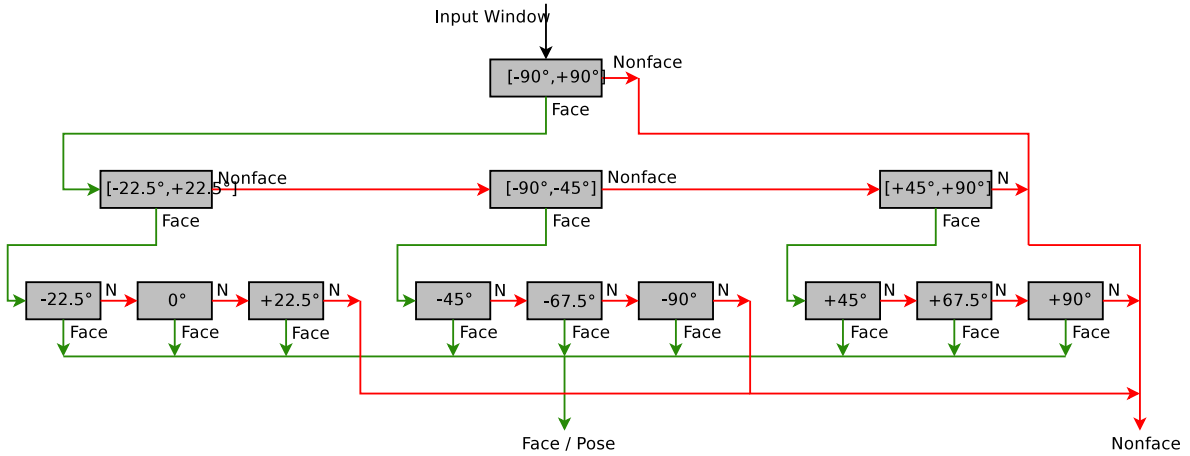 Input Window
[-90°,+90°]
Nonface
Face
[-22.5°,+22.5°]
Nonface
[-90°,-45°]
Nonface
[+45°,+90°]
N
Face
Face
Face
-22.5°
N
0°
N
+22.5°
N
-45°
N
-67.5°
N
-90°
N
+45°
N
+67.5°
N
+90°
N
Face
Face
Face
Face
Face
Face
Face
Face
Face
Face / Pose
Nonface